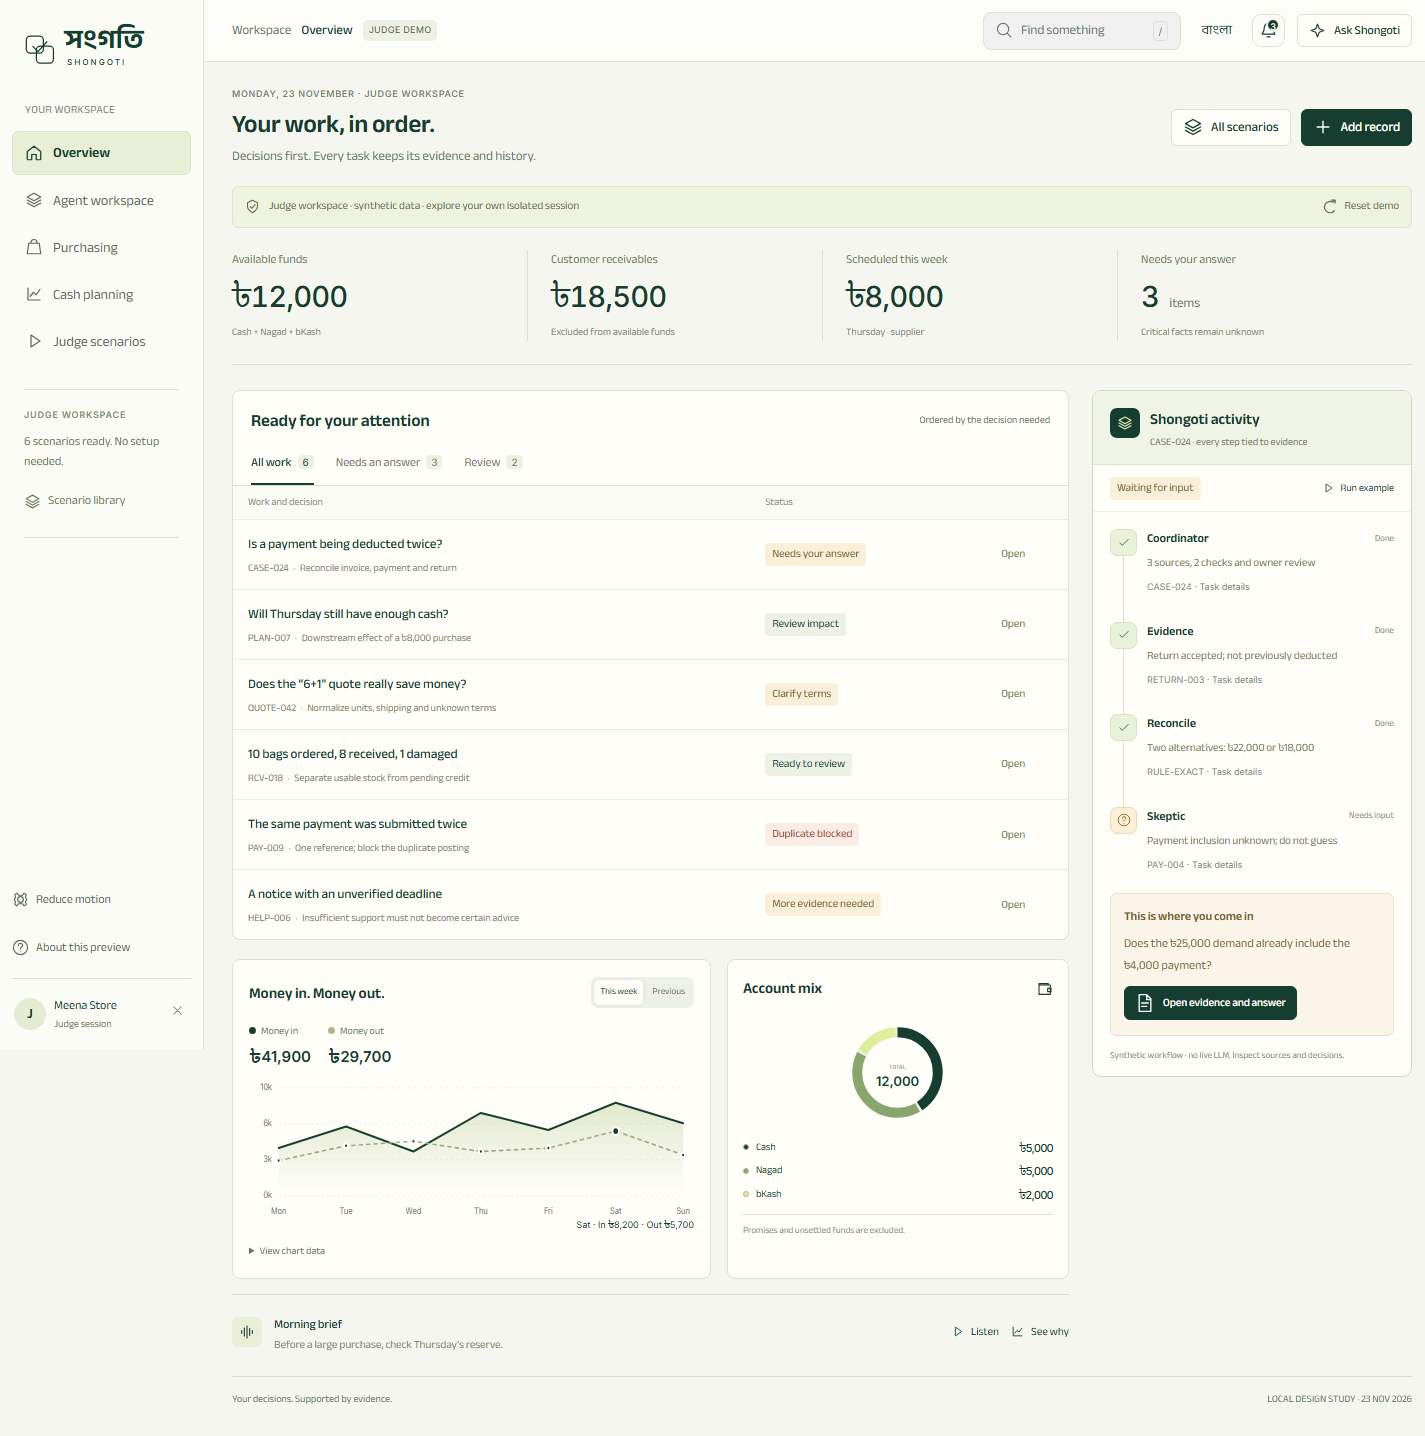 সংগতি
SHONGOTI
YOUR WORKSPACE
Overview
Agent workspace
Purchasing
Cash planning
Judge scenarios
JUDGE WORKSPACE
6 scenarios ready. No setup
needed.
Scenario library
Reduce motion
About this preview
J
Meena Store
Judge session
Workspace Overview JUDGE DEMO
Find something /
বাংলা
3
Ask Shongoti
MONDAY, 23 NOVEMBER · JUDGE WORKSPACE
Your work, in order.
Decisions first. Every task keeps its evidence and history.
All scenarios
Add record
Judge workspace · synthetic data · explore your own isolated session
Reset demo
Available funds
৳12,000
Cash + Nagad + bKash
Customer receivables
৳18,500
Excluded from available funds
Scheduled this week
৳8,000
Thursday · supplier
Needs your answer
3 items
Critical facts remain unknown
Ready for your attention
Ordered by the decision needed
All work 6 Needs an answer 3 Review 2
Work and decision Status
Is a payment being deducted twice?
CASE-024 · Reconcile invoice, payment and return
Needs your answer
Open
Will Thursday still have enough cash?
PLAN-007 · Downstream effect of a ৳8,000 purchase
Review impact
Open
Does the “6+1” quote really save money?
QUOTE-042 · Normalize units, shipping and unknown terms
Clarify terms
Open
10 bags ordered, 8 received, 1 damaged
RCV-018 · Separate usable stock from pending credit
Ready to review
Open
The same payment was submitted twice
PAY-009 · One reference; block the duplicate posting
Duplicate blocked
Open
A notice with an unverified deadline
HELP-006 · Insufficient support must not become certain advice
More evidence needed
Open
Shongoti activity
CASE-024 · every step tied to evidence
Waiting for input
Run example
Coordinator Done
3 sources, 2 checks and owner review
CASE-024 · Task details
Evidence Done
Return accepted; not previously deducted
RETURN-003 · Task details
Reconcile Done
Two alternatives: ৳22,000 or ৳18,000
RULE-EXACT · Task details
Skeptic Needs input
Payment inclusion unknown; do not guess
PAY-004 · Task details
This is where you come in
Does the ৳25,000 demand already include the
৳4,000 payment?
Open evidence and answer
Synthetic workflow · no live LLM. Inspect sources and decisions.
Money in. Money out.
This week Previous
Money in Money out
৳41,900 ৳29,700
10k
6k
3k
0k
Mon Tue Wed Thu Fri Sat Sun
Sat · In ৳8,200 · Out ৳5,700
View chart data
Account mix
TOTAL
12,000
Cash ৳5,000
Nagad ৳5,000
bKash ৳2,000
Promises and unsettled funds are excluded.
Morning brief
Before a large purchase, check Thursday's reserve.
Listen
See why
Your decisions. Supported by evidence.
LOCAL DESIGN STUDY · 23 NOV 2026